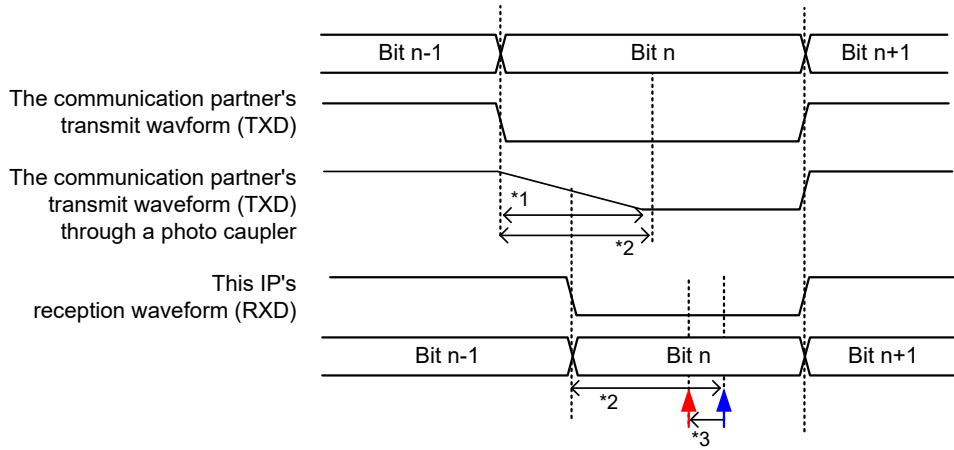 Bit n-1
Bit n
Bit n+1
The communication partner's
transmit wavform (TXD)
The communication partner's
transmit waveform (TXD)
through a photo caupler
*1
*2
This IP's
reception waveform (RXD)
Bit n-1
Bit n
Bit n+1
*2
*3